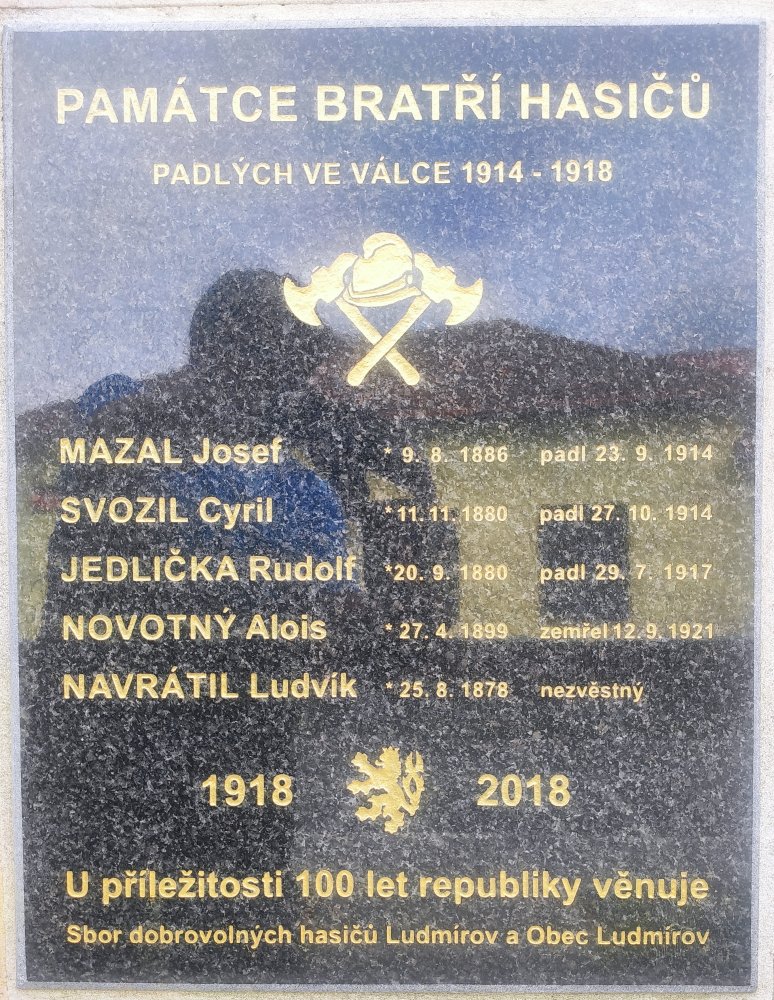 PAMÁTCE BRATŘÍ HASIČŮ
PADLÝCH VE VÁLCE 1914 - 1918
MAZAL Josef * 9. 8. 1886 padl 23. 9. 1914
SVOZIL Cyril *11. 11. 1880 padl 27. 10. 1914
JEDLIČKA Rudolf *20. 9. 1880 padl 29. 7. 1917
NOVOTNÝ Alois * 27. 4. 1899 zemřel 12. 9. 1921
NAVRÁTIL Ludvík * 25. 8. 1878 nezvěstný
1918 2018
U příležitosti 100 let republiky věnuje
Sbor dobrovolných hasičů Ludmírov a Obec Ludmírov